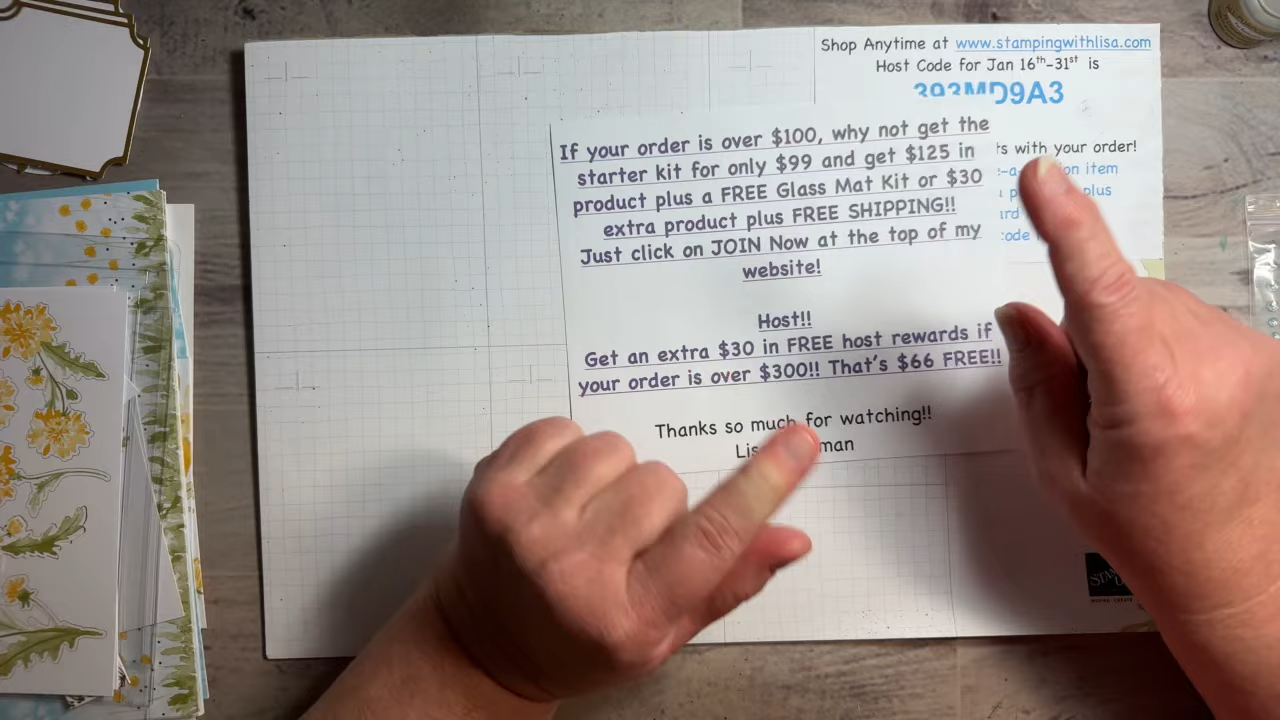 Shop Anytime at www.stampingwithlisa.com
Host Code for Jan 16th-31st is
393MD9A3
If your order is over $100, why not get the
starter kit for only $99 and get $125 in
product plus a FREE Glass Mat Kit or $30
extra product plus FREE SHIPPING!!
Just click on JOIN Now at the top of my
website!
Host!!
Get an extra $30 in FREE host rewards if
your order is over $300!! That's $66 FREE!!
Thanks so much for watching!!
with your order!
item
plus